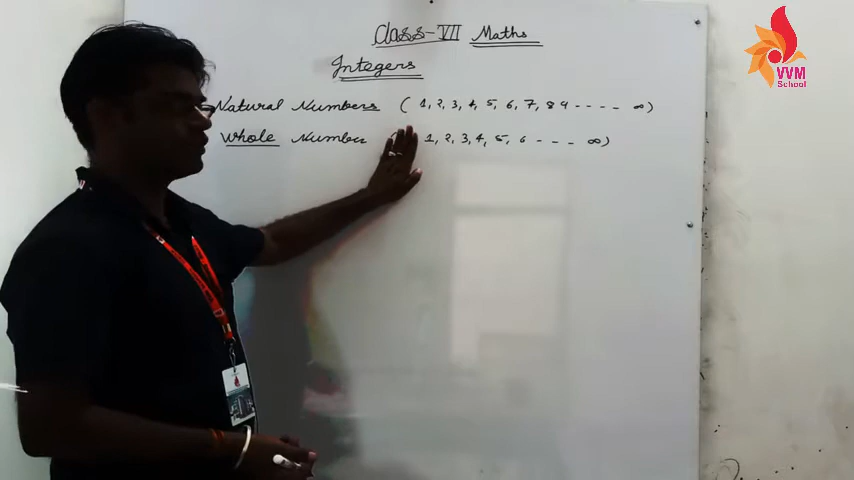 Class-VII Maths
Integers
Natural Numbers ( 1, 2, 3, 4, 5, 6, 7, 8 9 ---- ∞)
Whole Number ( 1, 2, 3, 4, 5, 6 --- ∞)
VVM
School